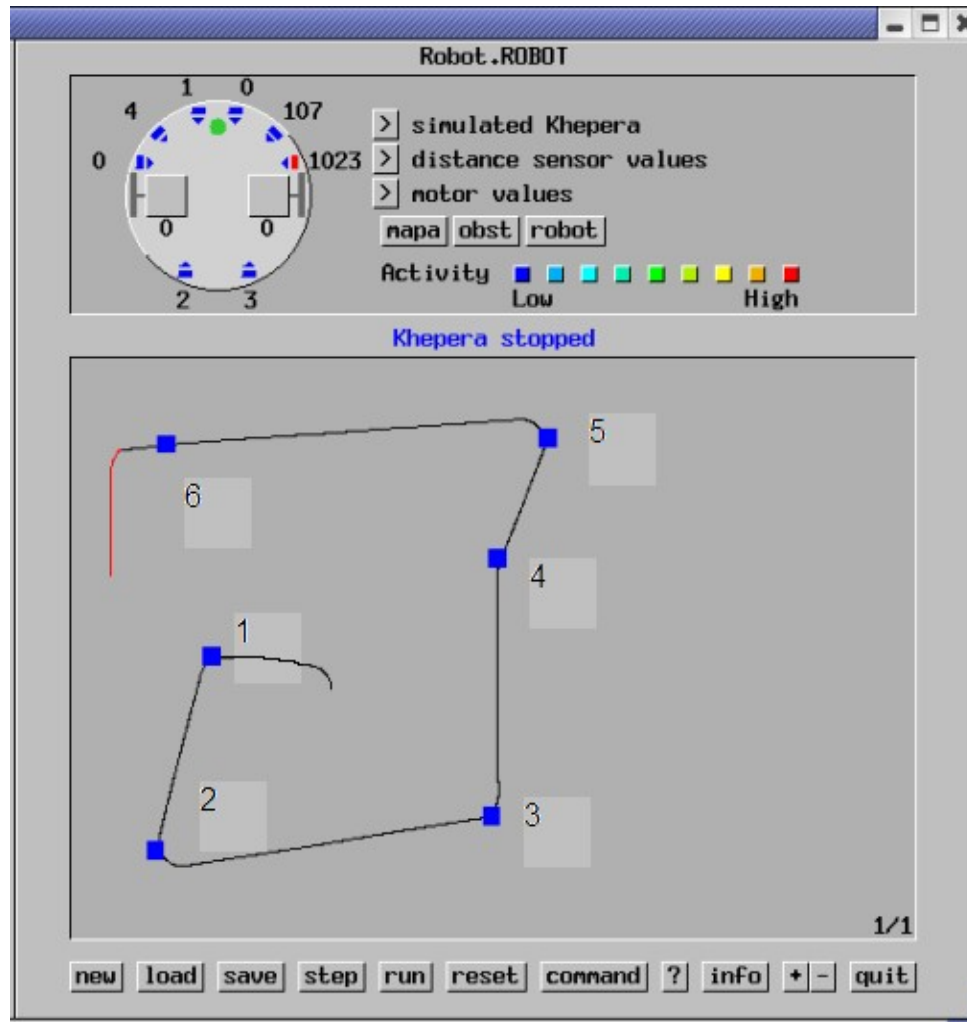 Robot.ROBOT
1 0
4 107
0 1023
0 0
2 3
> simulated Khepera
> distance sensor values
> motor values
mapa obst robot
Activity
Low High
Khepera stopped
5
6
4
1
2
3
1/1
new load save step run reset command ? info + - quit